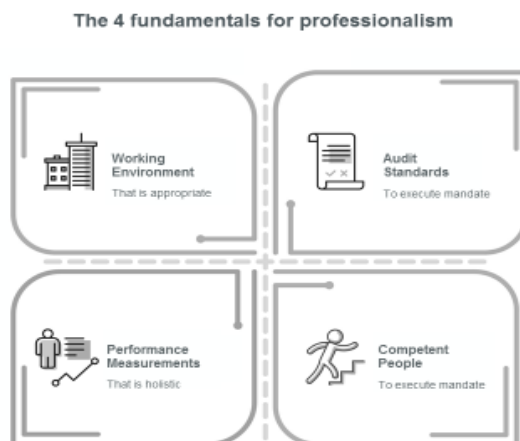 The 4 fundamentals for professionalism
Working
Environment
That is appropriate
Audit
Standards
To execute mandate
Performance
Measurements
That is holistic
Competent
People
To execute mandate